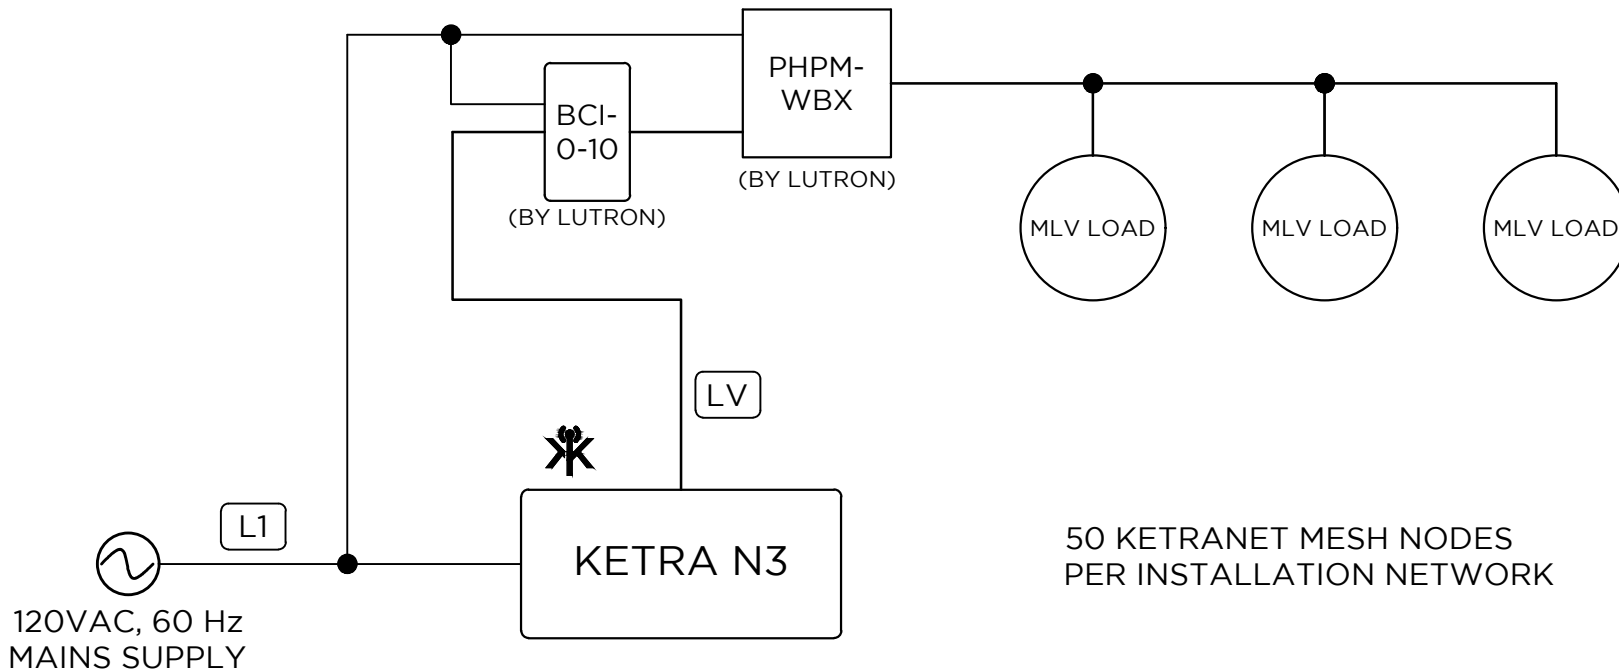 PHPM-
WBX
BCI-
0-10
(BY LUTRON)
(BY LUTRON)
MLV LOAD
MLV LOAD
MLV LOAD
LV
L1
KETRA N3
50 KETRANET MESH NODES
PER INSTALLATION NETWORK
120VAC, 60 Hz
MAINS SUPPLY